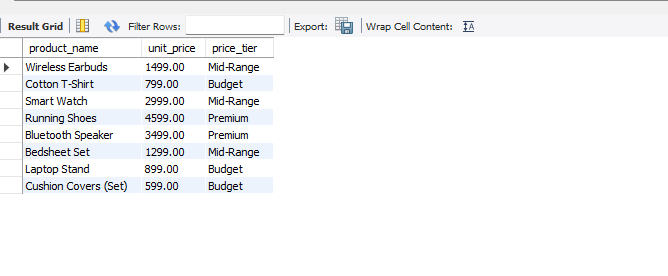 Result Grid Filter Rows: Export: Wrap Cell Content: IA
product_name unit_price price_tier
Wireless Earbuds 1499.00 Mid-Range
Cotton T-Shirt 799.00 Budget
Smart Watch 2999.00 Mid-Range
Running Shoes 4599.00 Premium
Bluetooth Speaker 3499.00 Premium
Bedsheet Set 1299.00 Mid-Range
Laptop Stand 899.00 Budget
Cushion Covers (Set) 599.00 Budget